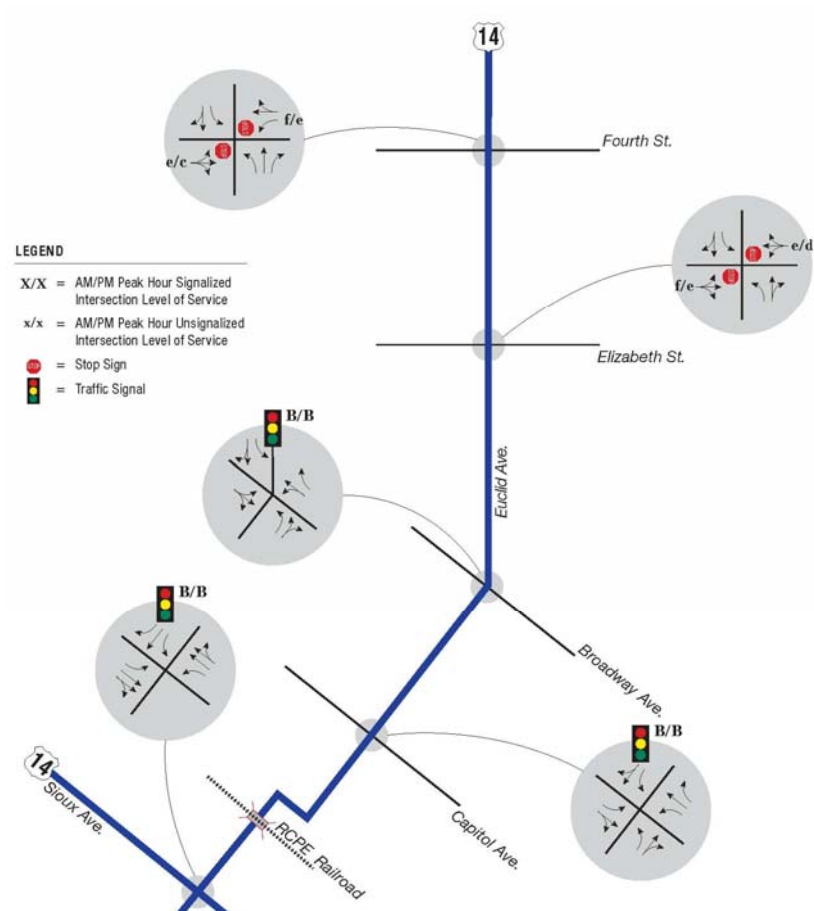 14
f/e
e/c
Fourth St.
LEGEND
X/X = AM/PM Peak Hour Signalized
Intersection Level of Service
x/x = AM/PM Peak Hour Unsignalized
Intersection Level of Service
STOP = Stop Sign
= Traffic Signal
e/d
f/e
Elizabeth St.
B/B
Euclid Ave.
B/B
Broadway Ave.
B/B
14
Sioux Ave.
RCPE Railroad
Capitol Ave.